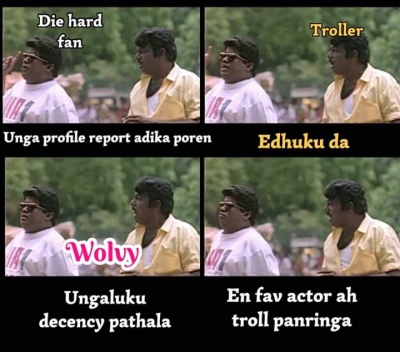 Die hard
fan
Unga profile report adika poren
Troller
Edhuku da
Wolvy
Ungaluku
decency pathala
En fav actor ah
troll panringa